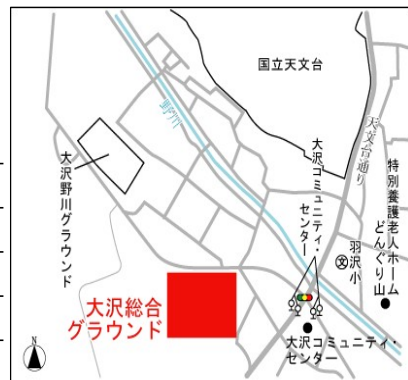 国立天文台
天文台通り
大沢コミュニティ・
センター
特別養護老人ホーム
どんぐり山
羽沢
小
文
大沢野川グラウンド
大沢総合
グラウンド
大沢コミュニティ・
センター
N